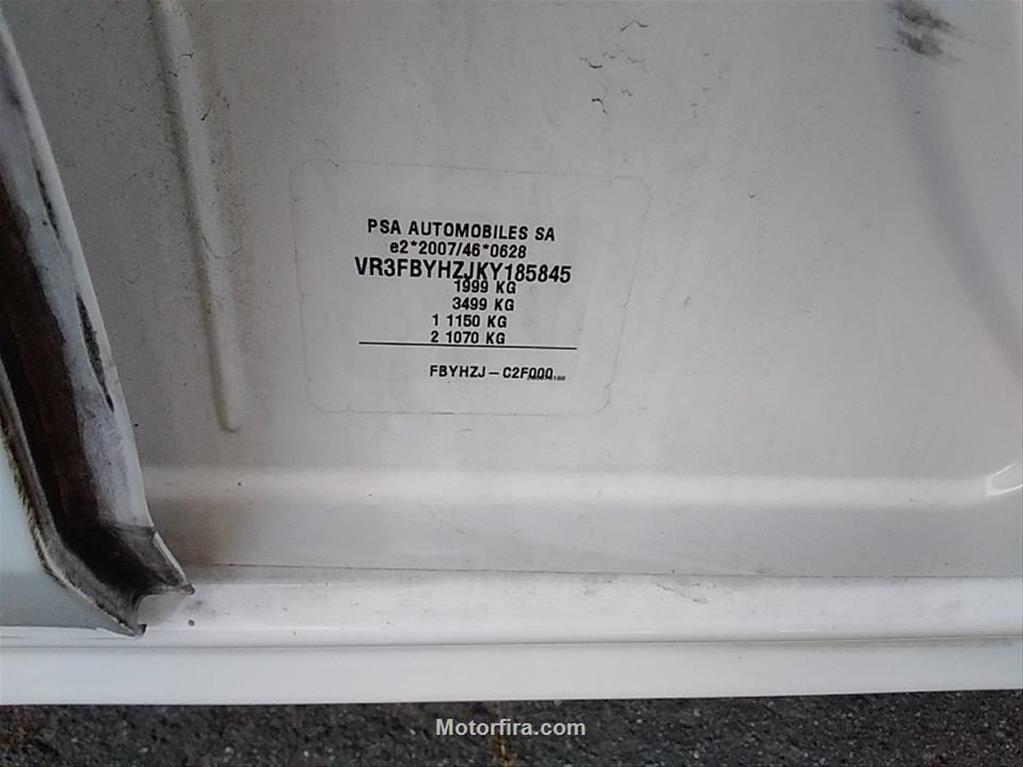 PSA AUTOMOBILES SA
e2*2007/46*0628
VR3FBYHZJKY185845
1999 KG
3499 KG
1 1150 KG
2 1070 KG
FBYHZJ – C2F000
Motorfira.com